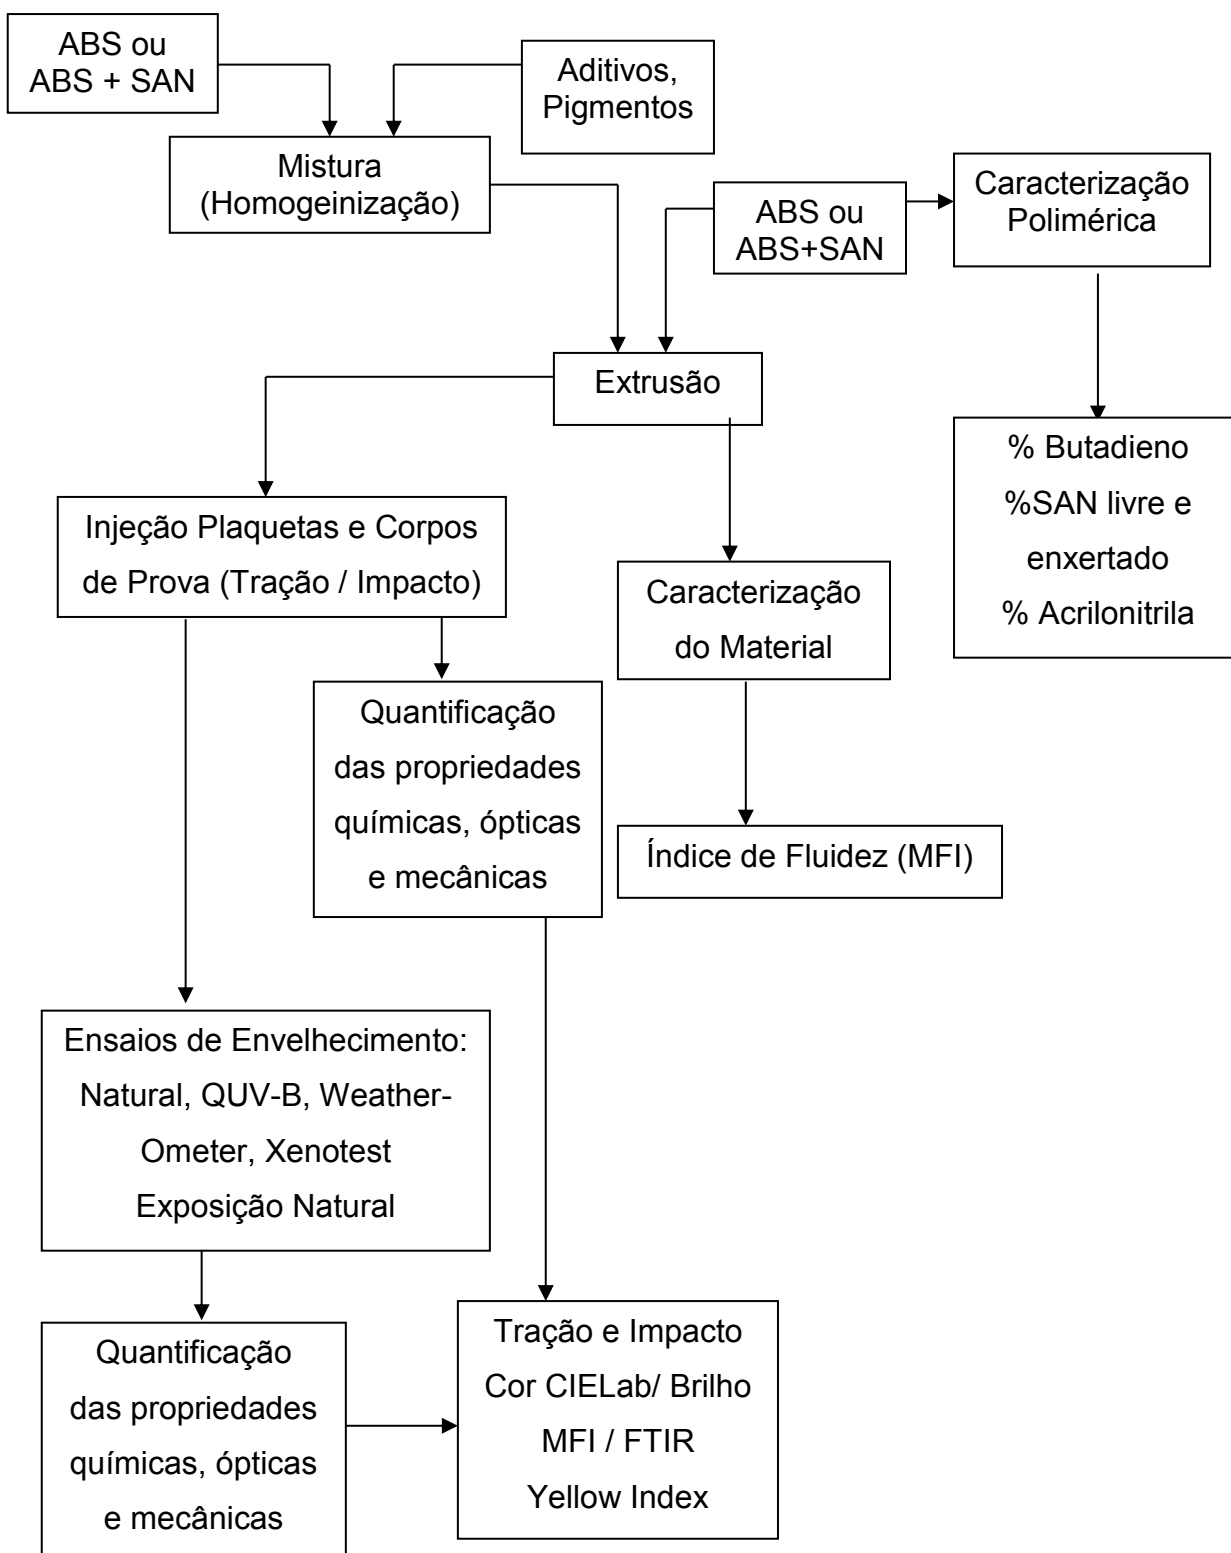 ABS ou
ABS + SAN
Aditivos,
Pigmentos
Mistura
(Homogeinização)
ABS ou
ABS+SAN
Caracterização
Polimérica
Extrusão
% Butadieno
%SAN livre e
enxertado
% Acrilonitrila
Injeção Plaquetas e Corpos
de Prova (Tração / Impacto)
Caracterização
do Material
Quantificação
das propriedades
químicas, ópticas
e mecânicas
Índice de Fluidez (MFI)
Ensaios de Envelhecimento:
Natural, QUV-B, Weather-
Ometer, Xenotest
Exposição Natural
Quantificação
das propriedades
químicas, ópticas
e mecânicas
Tração e Impacto
Cor CIELab/ Brilho
MFI / FTIR
Yellow Index